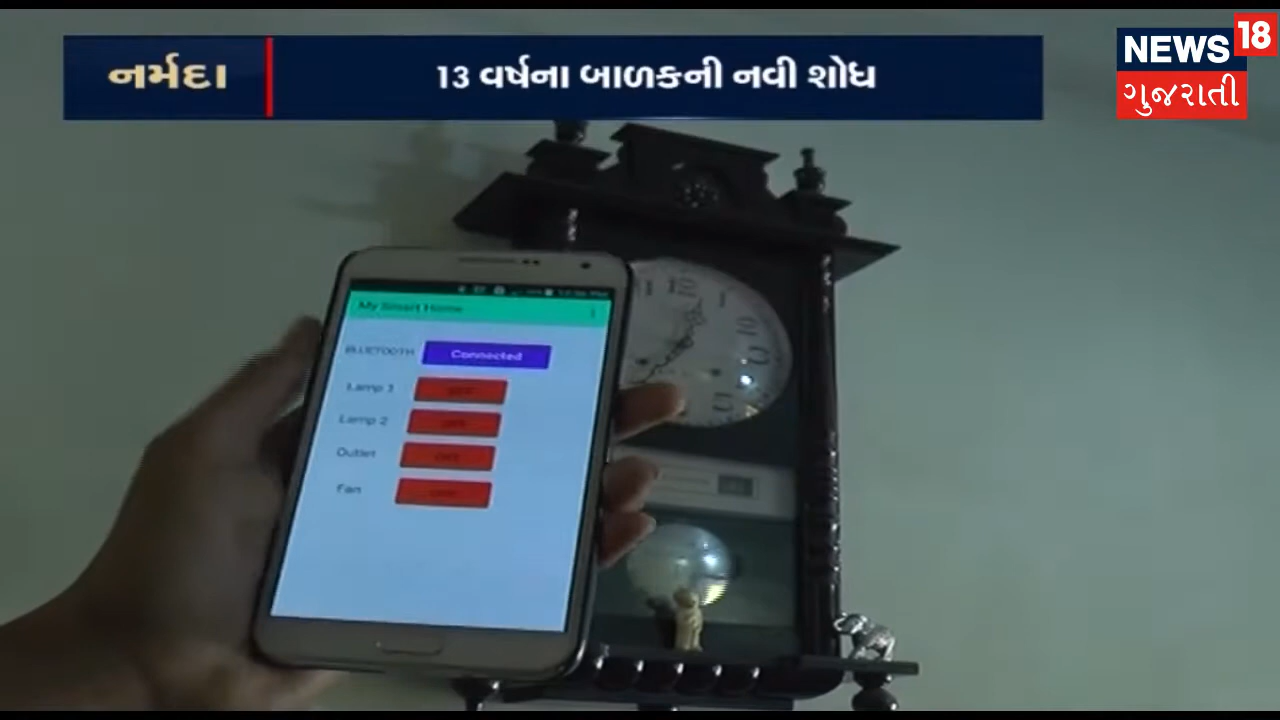 નર્મદા
13 વર્ષના બાળકની નવી શોધ
NEWS 18
ગુજરાતી
My Smart Home
BLUETOOTH Connected
Lamp 1
Lamp 2
Outlet
Fan